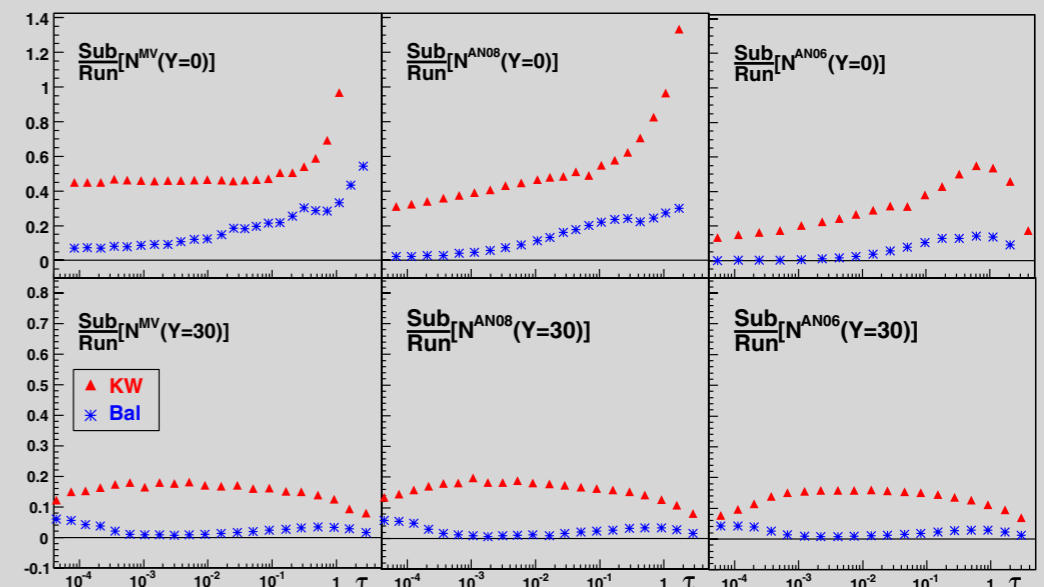 1.4
1.2
1
0.8
0.6
0.4
0.2
0
Sub
Run[N^MV(Y=0)]
Sub
Run[N^AN08(Y=0)]
Sub
Run[N^AN06(Y=0)]
0.8
0.7
0.6
0.5
0.4
0.3
0.2
0.1
0
-0.1
Sub
Run[N^MV(Y=30)]
KW
Bal
Sub
Run[N^AN08(Y=30)]
Sub
Run[N^AN06(Y=30)]
10^-4 10^-3 10^-2 10^-1 1 τ 10^-4 10^-3 10^-2 10^-1 1 τ 10^-4 10^-3 10^-2 10^-1 1 τ